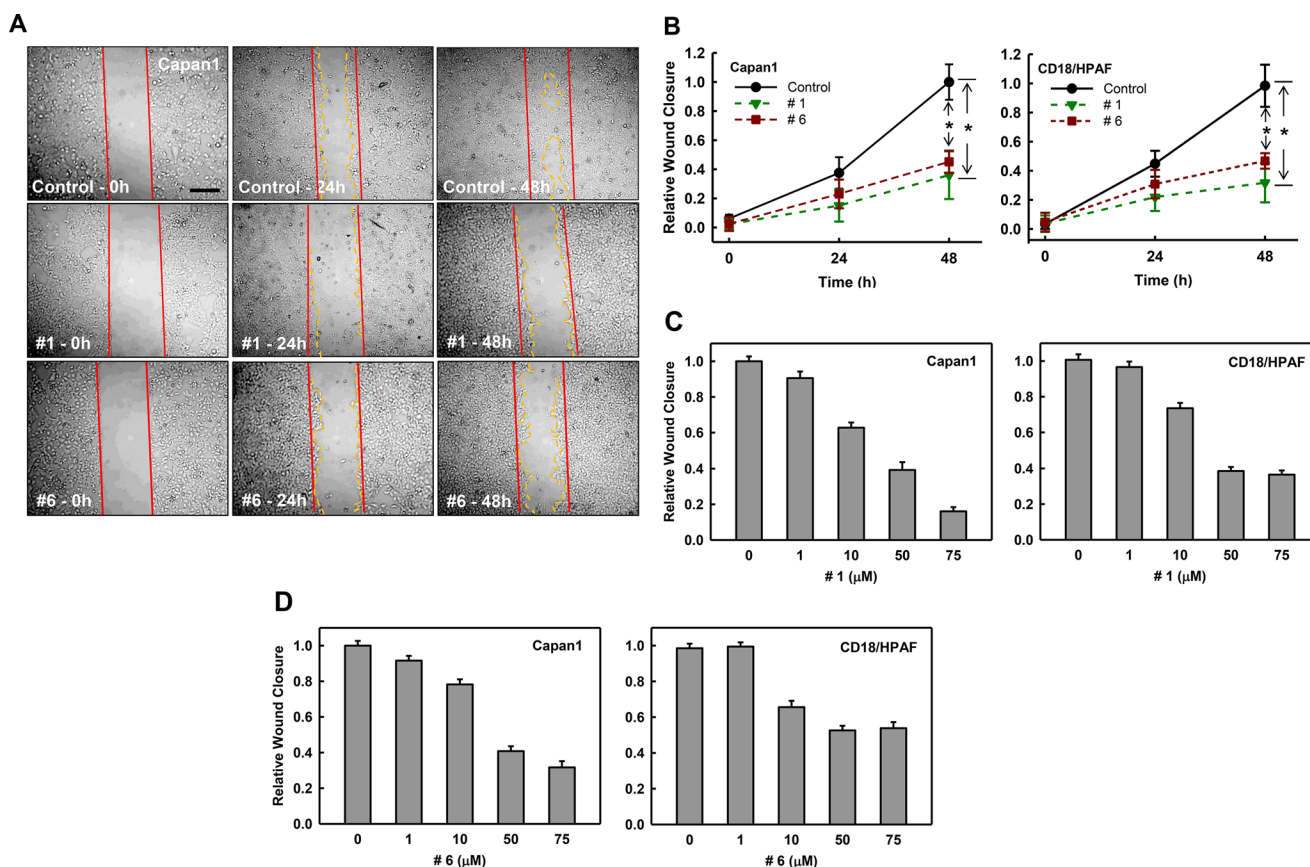 A
Capan1
Control - 0h
Control - 24h
Control - 48h
#1 - 0h
#1 - 24h
#1 - 48h
#6 - 0h
#6 - 24h
#6 - 48h
B
Relative Wound Closure
1.2
1.0
0.8
0.6
0.4
0.2
0.0
Capan1
Control
# 1
# 6
*
*
0
24
48
Time (h)
1.2
1.0
0.8
0.6
0.4
0.2
0.0
CD18/HPAF
Control
# 1
# 6
*
*
0
24
48
Time (h)
C
Relative Wound Closure
1.0
0.8
0.6
0.4
0.2
0.0
Capan1
0 1 10 50 75
# 1 (μM)
1.0
0.8
0.6
0.4
0.2
0.0
CD18/HPAF
0 1 10 50 75
# 1 (μM)
D
Relative Wound Closure
1.0
0.8
0.6
0.4
0.2
0.0
Capan1
0 1 10 50 75
# 6 (μM)
1.0
0.8
0.6
0.4
0.2
0.0
CD18/HPAF
0 1 10 50 75
# 6 (μM)